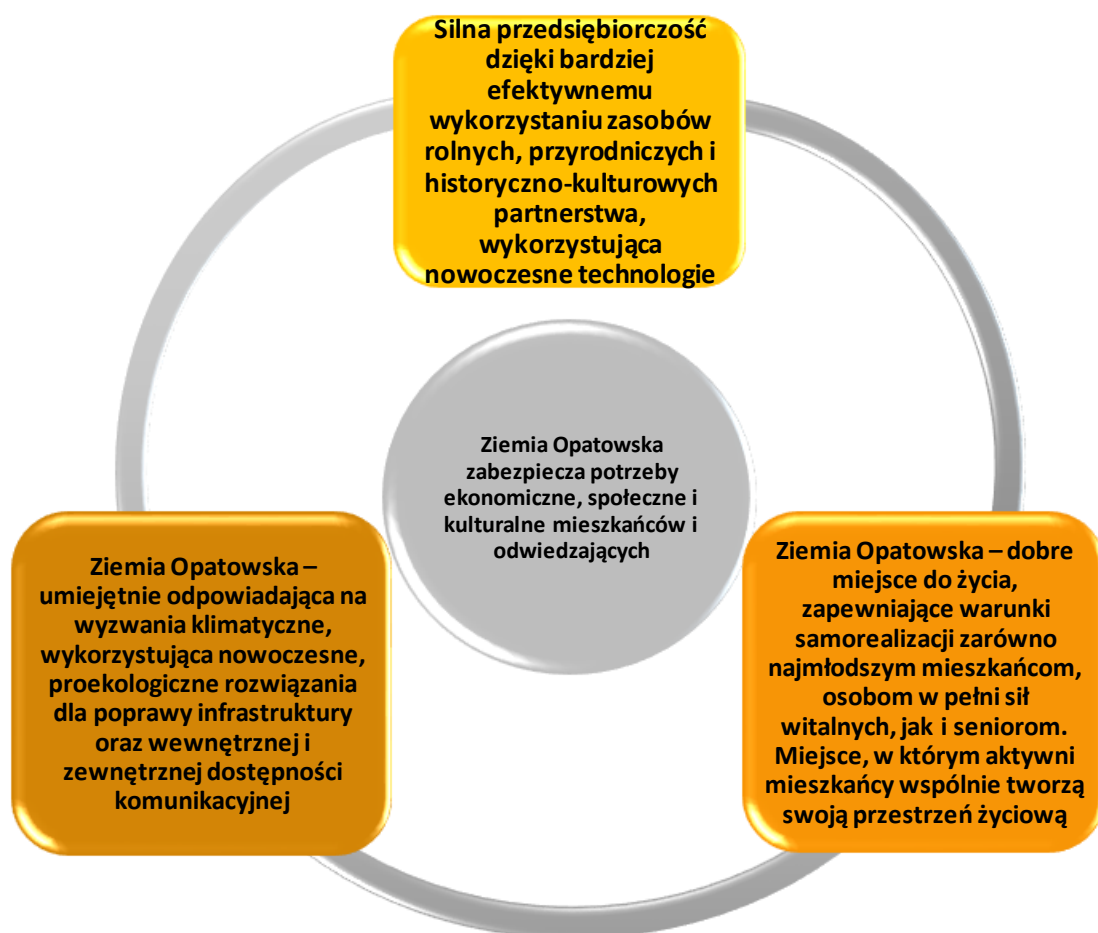 Silna przedsiębiorczość
dzięki bardziej
efektywnemu
wykorzystaniu zasobów
rolnych, przyrodniczych i
historyczno-kulturowych
partnerstwa,
wykorzystująca
nowoczesne technologie
Ziemia Opatowska
zabezpiecza potrzeby
ekonomiczne, społeczne i
kulturalne mieszkańców i
odwiedzających
Ziemia Opatowska –
umiejętnie odpowiadająca na
wyzwania klimatyczne,
wykorzystująca nowoczesne,
proekologiczne rozwiązania
dla poprawy infrastruktury
oraz wewnętrznej i
zewnętrznej dostępności
komunikacyjnej
Ziemia Opatowska – dobre
miejsce do życia,
zapewniające warunki
samorealizacji zarówno
najmłodszym mieszkańcom,
osobom w pełni sił
witalnych, jak i seniorom.
Miejsce, w którym aktywni
mieszkańcy wspólnie tworzą
swoją przestrzeń życiową